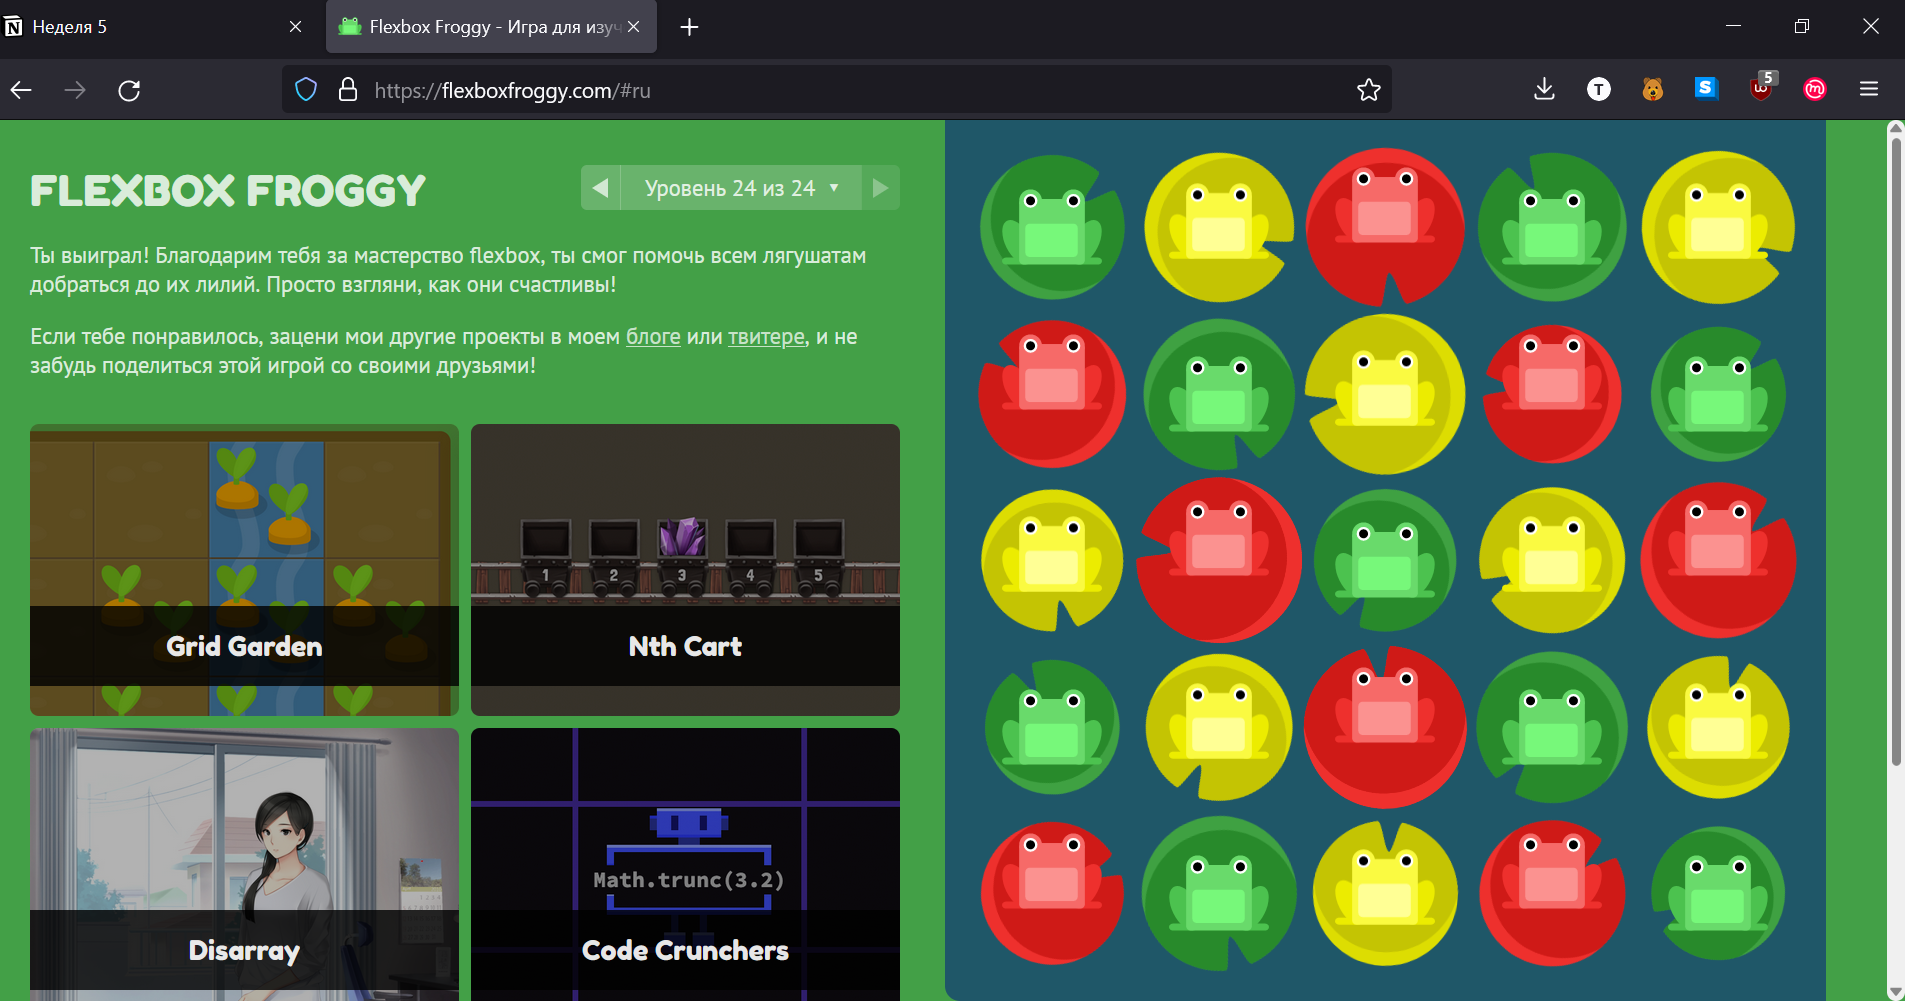 Неделя 5
Flexbox Froggy - Игра для изуч
https://flexboxfroggy.com/#ru
T
S
5
FLEXBOX FROGGY
Уровень 24 из 24
Ты выиграл! Благодарим тебя за мастерство flexbox, ты смог помочь всем лягушатам
добраться до их лилий. Просто взгляни, как они счастливы!
Если тебе понравилось, зацени мои другие проекты в моем блоге или твитере, и не
забудь поделиться этой игрой со своими друзьями!
1 2 3 4 5
Grid Garden
Nth Cart
Math.trunc(3.2)
Disarray
Code Crunchers